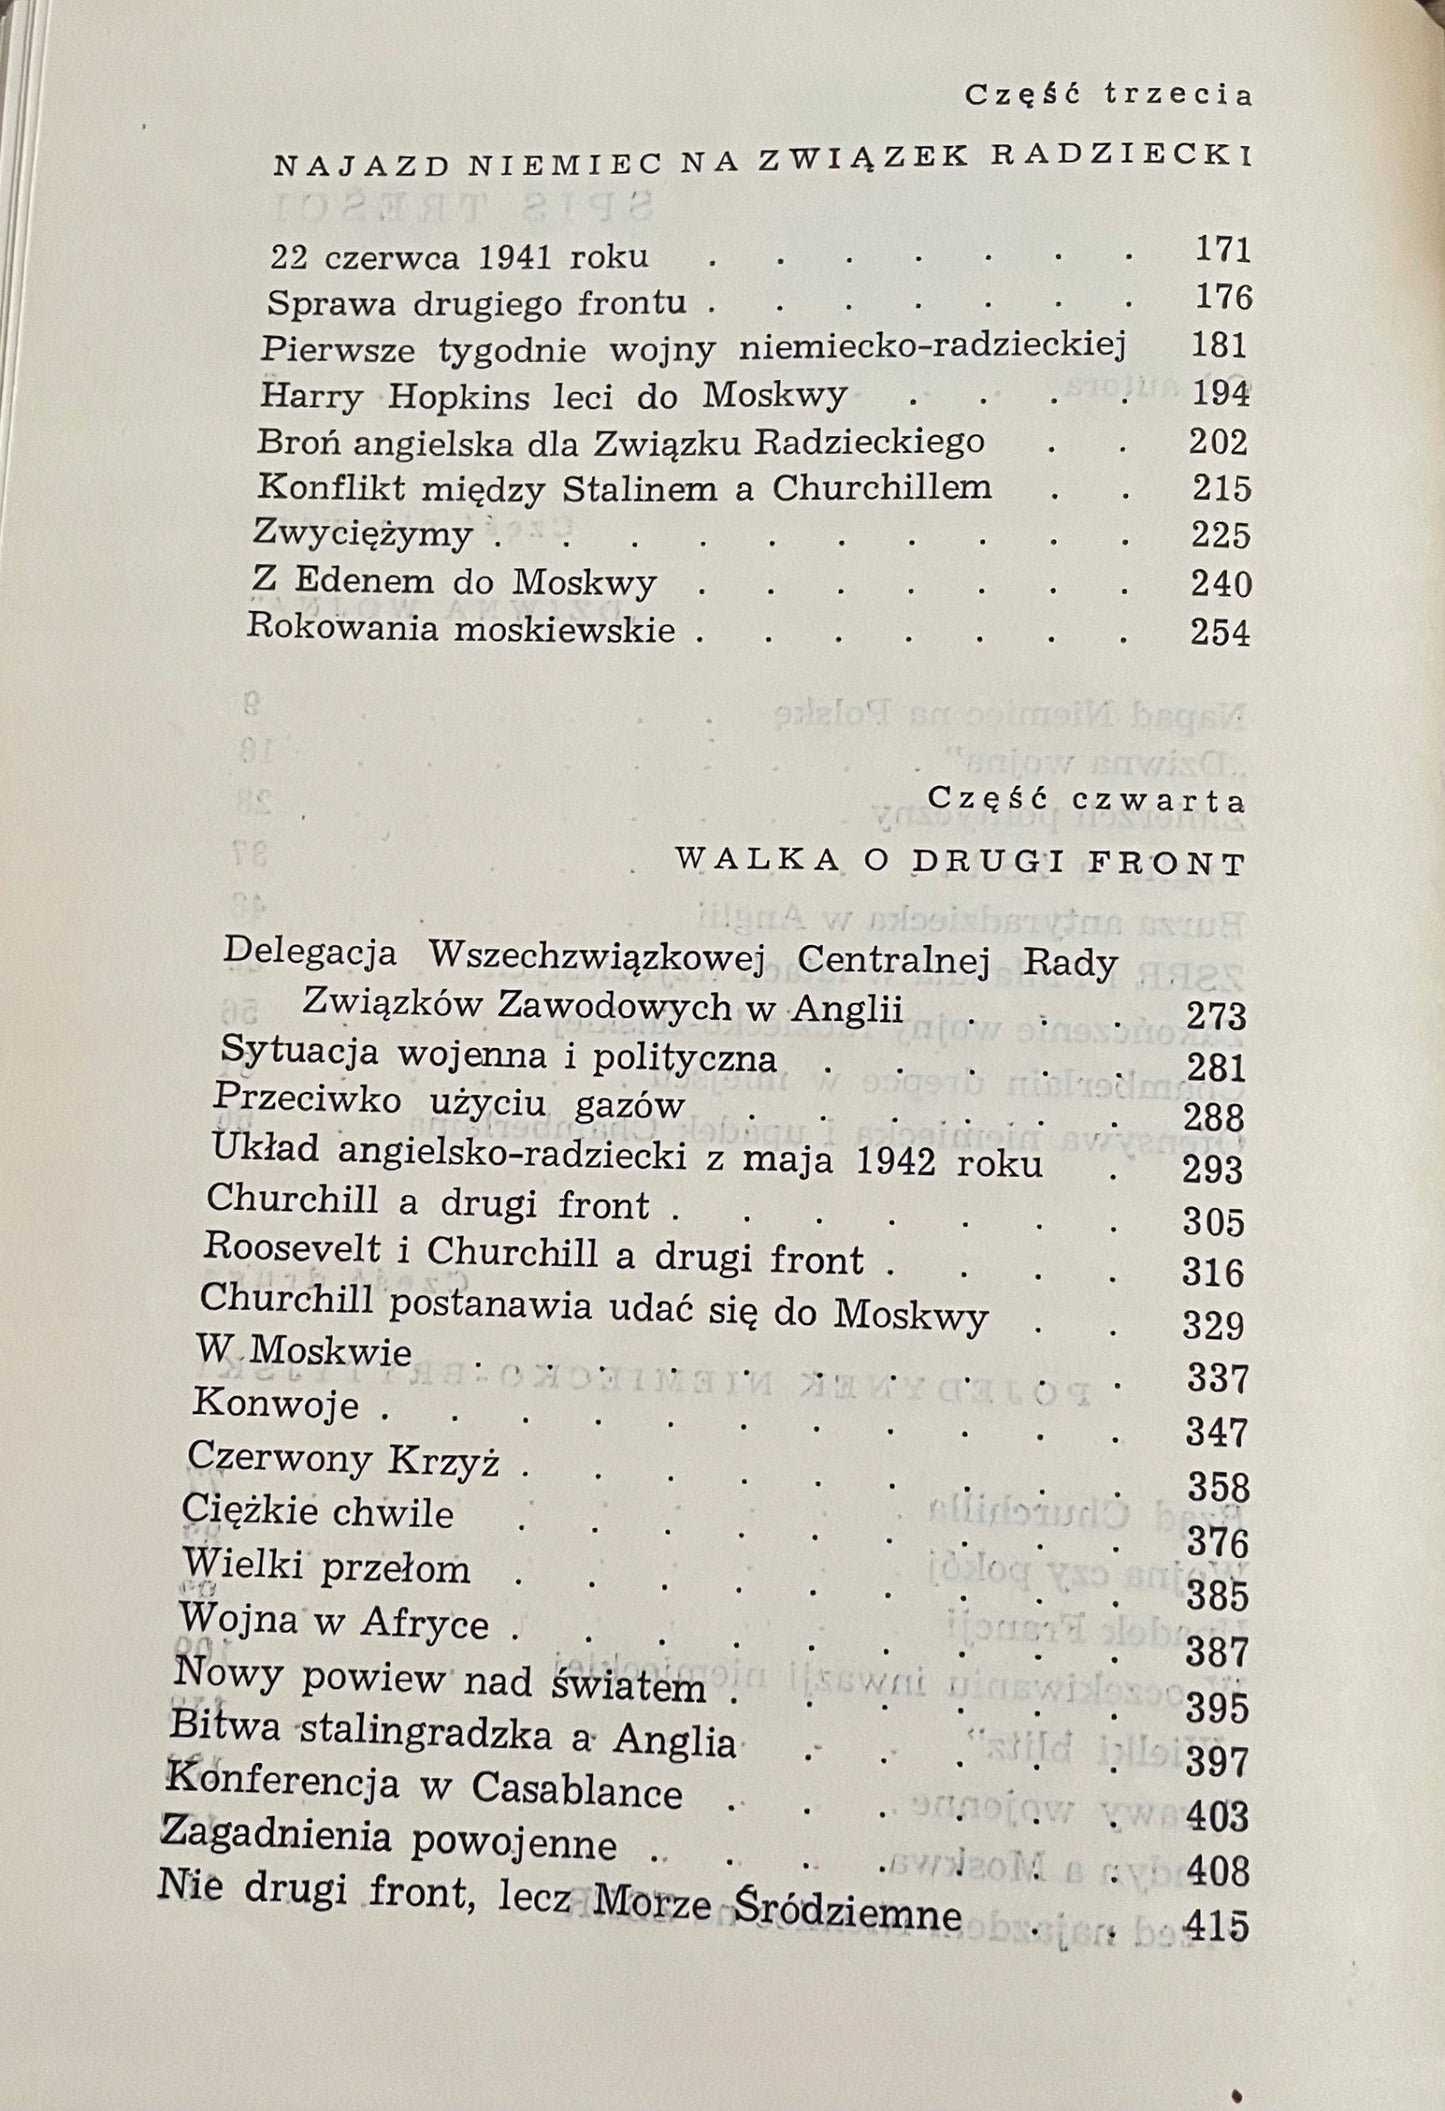 Część trzecia
NAJAZD NIEMIEC NA ZWIĄZEK RADZIECKI
22 czerwca 1941 roku . . . . . . . 171
Sprawa drugiego frontu . . . . . . . 176
Pierwsze tygodnie wojny niemiecko-radzieckiej 181
Harry Hopkins leci do Moskwy . . . . 194
Broń angielska dla Związku Radzieckiego . . 202
Konflikt między Stalinem a Churchillem . . 215
Zwyciężymy . . . . . . . . . . 225
Z Edenem do Moskwy . . . . . . . 240
Rokowania moskiewskie . . . . . . . 254
Część czwarta
WALKA O DRUGI FRONT
Delegacja Wszechzwiązkowej Centralnej Rady
Związków Zawodowych w Anglii . . . 273
Sytuacja wojenna i polityczna . . . . . 281
Przeciwko użyciu gazów . . . . . . 288
Układ angielsko-radziecki z maja 1942 roku . 293
Churchill a drugi front . . . . . . . 305
Roosevelt i Churchill a drugi front . . . . 316
Churchill postanawia udać się do Moskwy . . 329
W Moskwie . . . . . . . . . . 337
Konwoje . . . . . . . . . . . 347
Czerwony Krzyż . . . . . . . . . 358
Ciężkie chwile . . . . . . . . . 376
Wielki przełom . . . . . . . . . 385
Wojna w Afryce . . . . . . . . . 387
Nowy powiew nad światem . . . . . . 395
Bitwa stalingradzka a Anglia . . . . . 397
Konferencja w Casablance . . . . . . 403
Zagadnienia powojenne . . . . . . . 408
Nie drugi front, lecz Morze Śródziemne . . 415